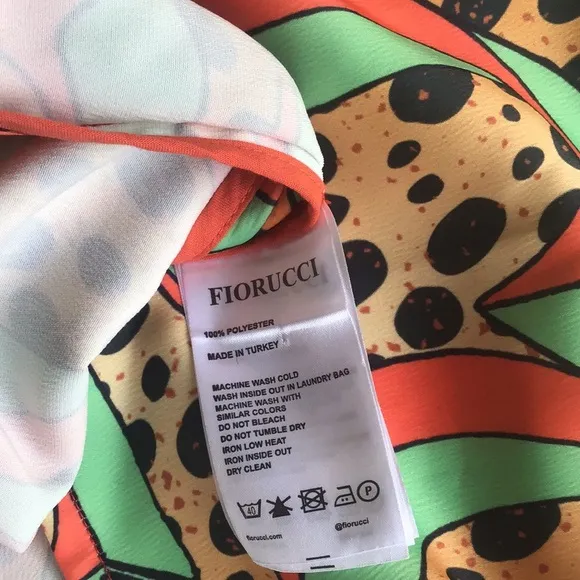 FIORUCCI
100% POLYESTER
MADE IN TURKEY
MACHINE WASH COLD
WASH INSIDE OUT IN LAUNDRY BAG
MACHINE WASH WITH
SIMILAR COLORS
DO NOT BLEACH
DO NOT TUMBLE DRY
IRON LOW HEAT
IRON INSIDE OUT
DRY CLEAN
40 P
fiorucci.com @fiorucci